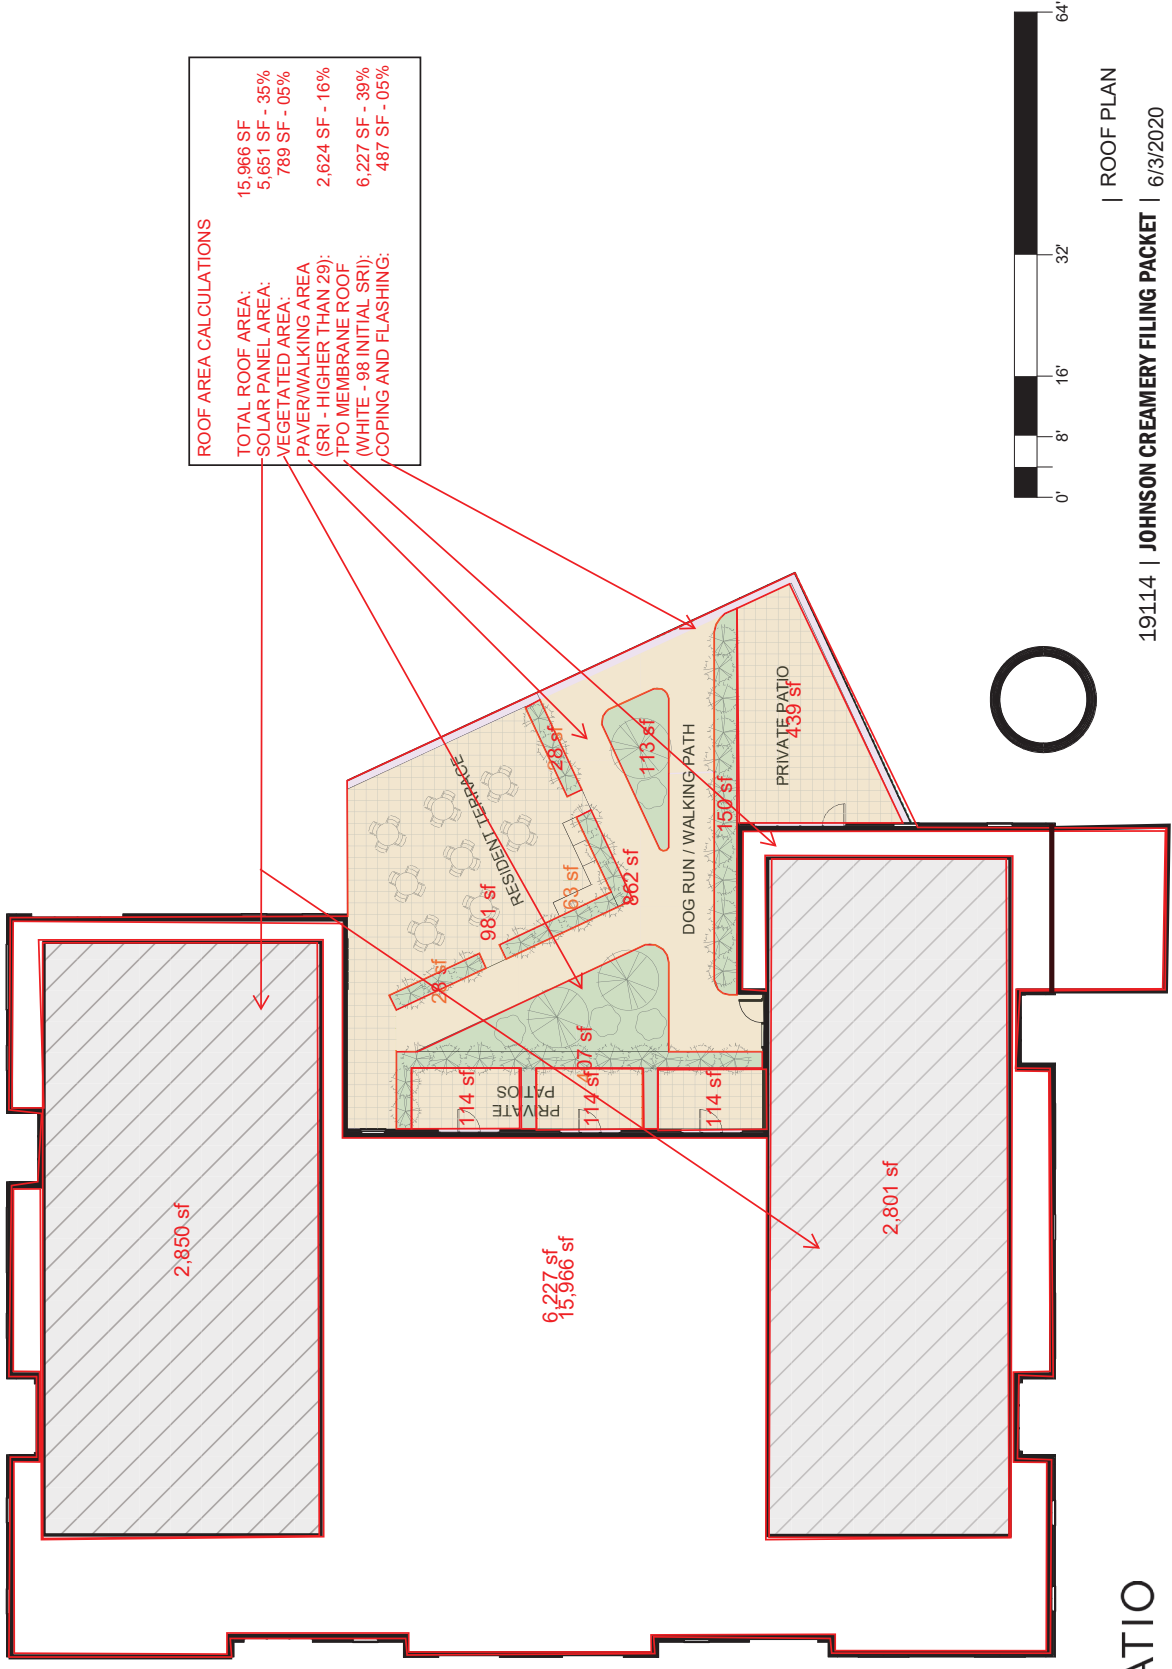 ROOF AREA CALCULATIONS
TOTAL ROOF AREA: 15,966 SF
SOLAR PANEL AREA: 5,651 SF - 35%
VEGETATED AREA: 789 SF - 05%
PAVER/WALKING AREA
(SRI - HIGHER THAN 29): 2,624 SF - 16%
TPO MEMBRANE ROOF
(WHITE - 98 INITIAL SRI): 6,227 SF - 39%
COPING AND FLASHING: 487 SF - 05%
2,850 sf
RESIDENT TERRACE
981 sf
28 sf
28 sf
63 sf
862 sf
113 sf
DOG RUN / WALKING PATH
150 sf
PRIVATE PATIO
439 sf
407 sf
PRIVATE
PATIOS
114 sf
114 sf
114 sf
6,227 sf
15,966 sf
2,801 sf
0'
8'
16'
32'
64'
| ROOF PLAN
19114 | JOHNSON CREAMERY FILING PACKET | 6/3/2020
ATIO